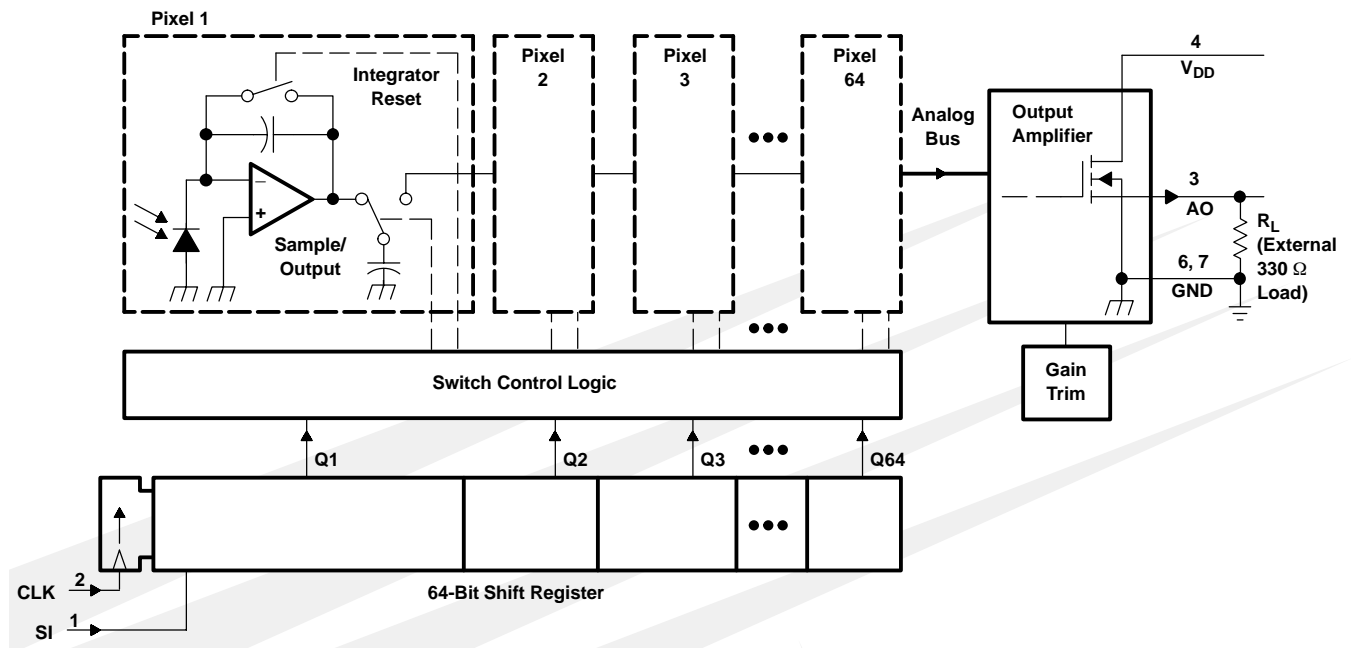 Pixel 1
Integrator
Reset
Sample/
Output
Pixel
2
Pixel
3
Pixel
64
Analog
Bus
Output
Amplifier
4
VDD
3
AO
RL
(External
330 Ω
Load)
6, 7
GND
Gain
Trim
Switch Control Logic
Q1
Q2
Q3
Q64
CLK
2
SI
1
64-Bit Shift Register